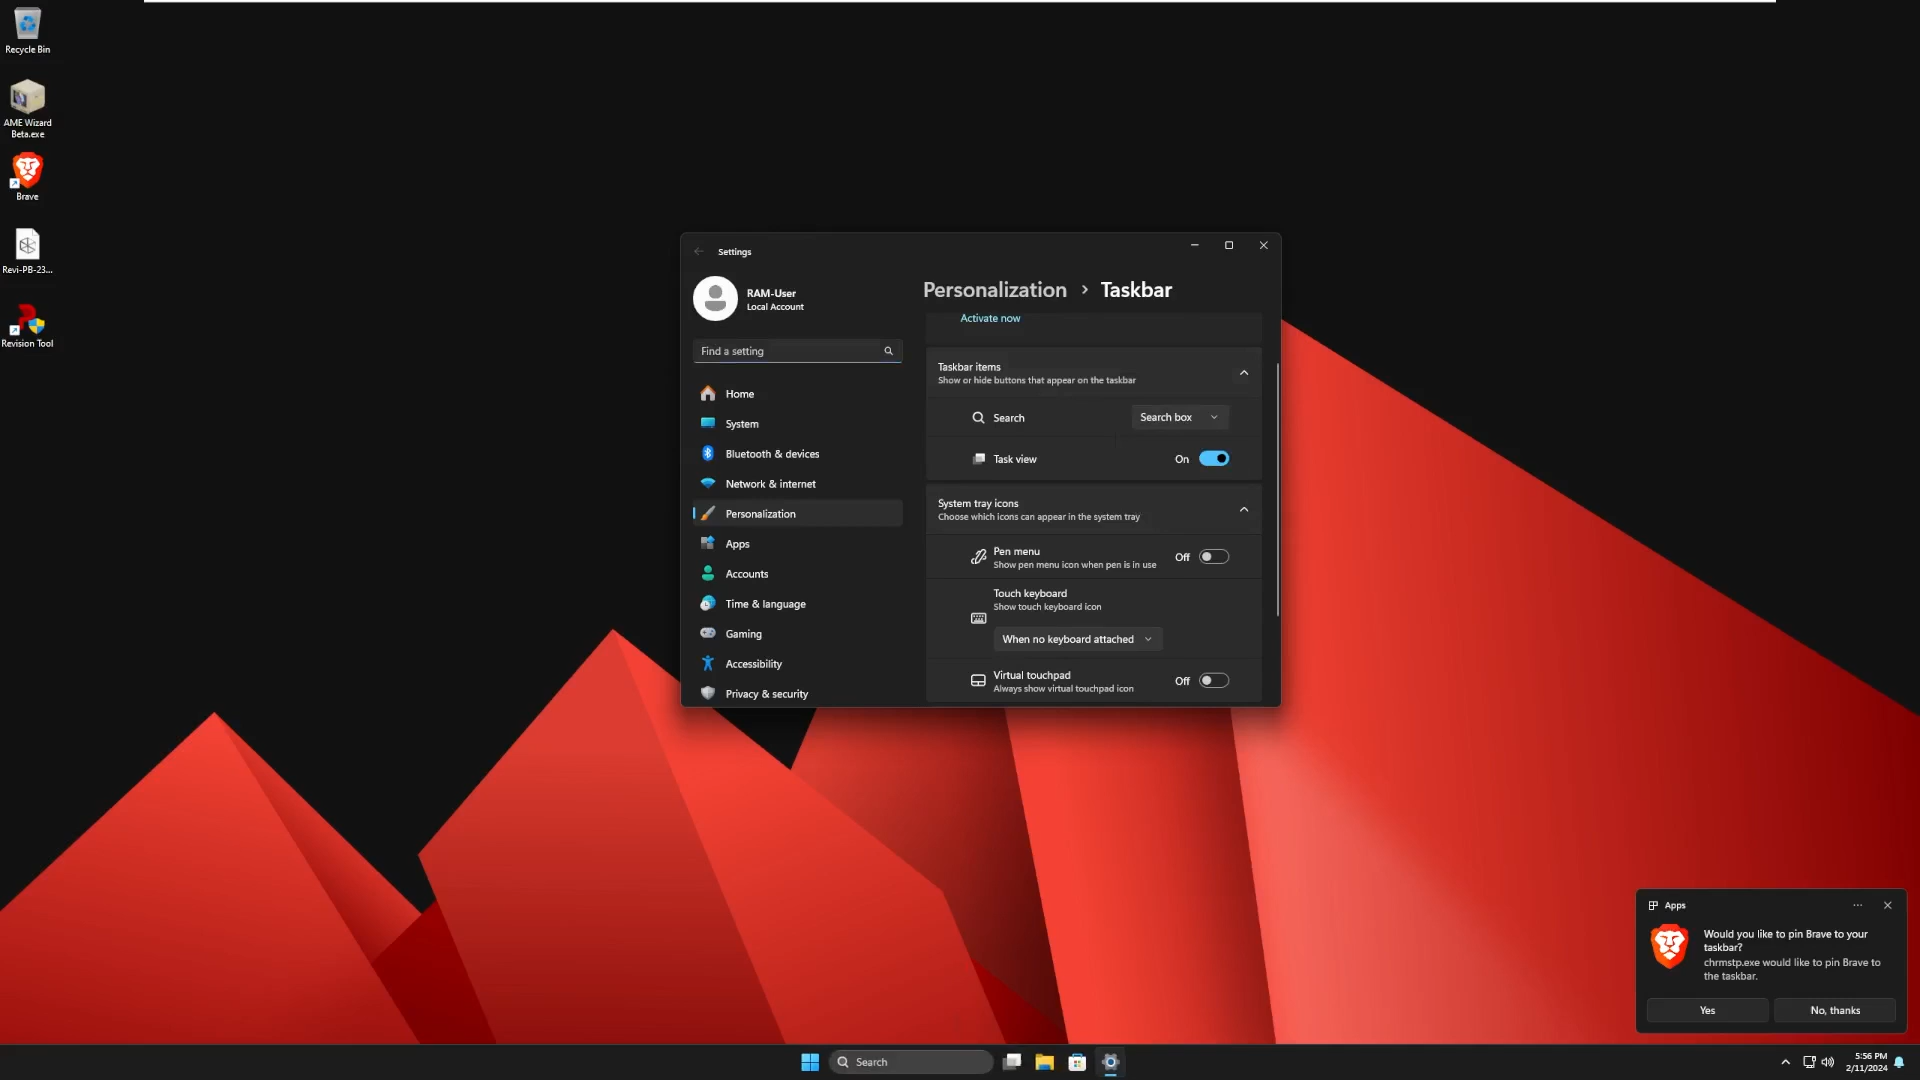 Recycle Bin
AME Wizard
Beta.exe
Brave
Revi-PB-23...
Revision Tool
Settings
RAM-User
Local Account
Find a setting
Home
System
Bluetooth & devices
Network & internet
Personalization
Apps
Accounts
Time & language
Gaming
Accessibility
Privacy & security
Personalization > Taskbar
Activate now
Taskbar items
Show or hide buttons that appear on the taskbar
Search
Search box
Task view
On
System tray icons
Choose which icons can appear in the system tray
Pen menu
Show pen menu icon when pen is in use
Off
Touch keyboard
Show touch keyboard icon
When no keyboard attached
Virtual touchpad
Always show virtual touchpad icon
Off
Apps
Would you like to pin Brave to your
taskbar?
chrmstp.exe would like to pin Brave to
the taskbar.
Yes
No, thanks
Search
5:56 PM
2/11/2024